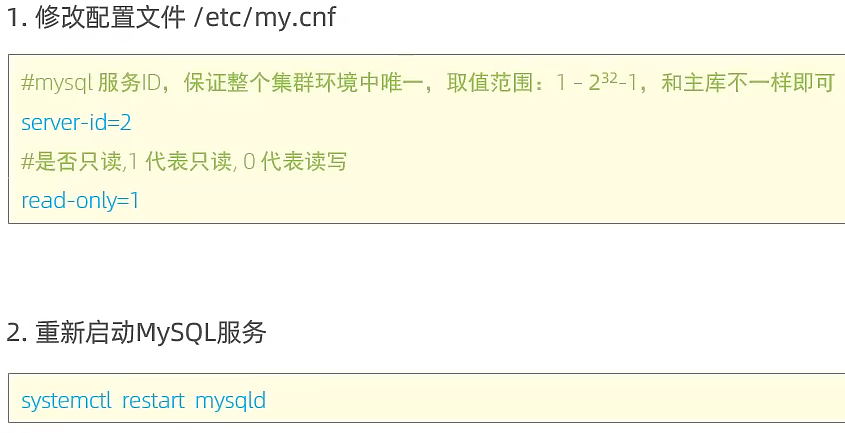 1. 修改配置文件 /etc/my.cnf
#mysql 服务ID，保证整个集群环境中唯一，取值范围：1 – 2³²-1，和主库不一样即可
server-id=2
#是否只读,1 代表只读, 0 代表读写
read-only=1
2. 重新启动MySQL服务
systemctl restart mysqld